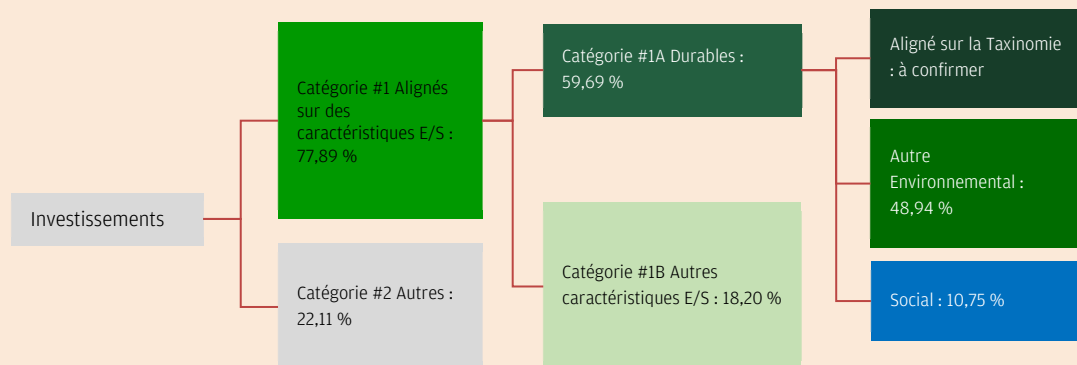 Investissements
Catégorie #1 Alignés
sur des
caractéristiques E/S :
77,89 %
Catégorie #2 Autres :
22,11 %
Catégorie #1A Durables :
59,69 %
Catégorie #1B Autres
caractéristiques E/S : 18,20 %
Aligné sur la Taxinomie
: à confirmer
Autre
Environnemental :
48,94 %
Social : 10,75 %